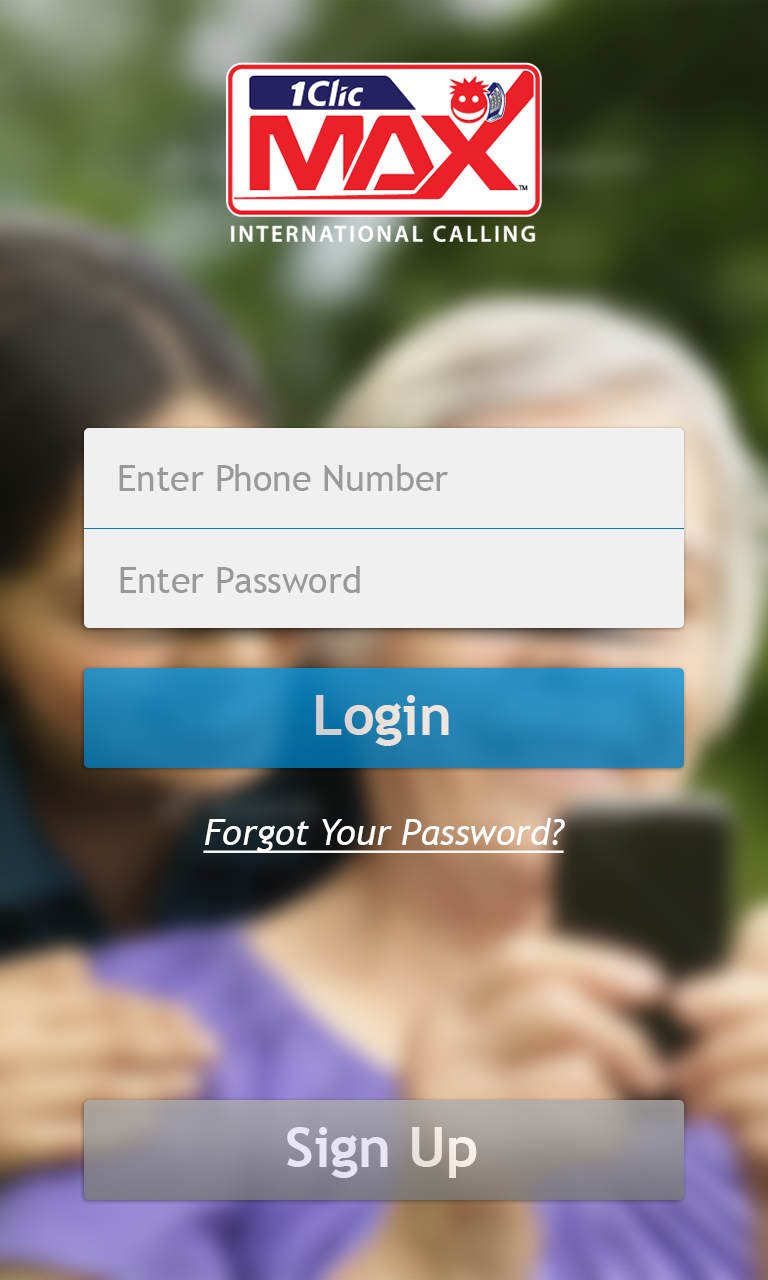 1Clic
MAX™
INTERNATIONAL CALLING
Enter Phone Number
Enter Password
Login
Forgot Your Password?
Sign Up